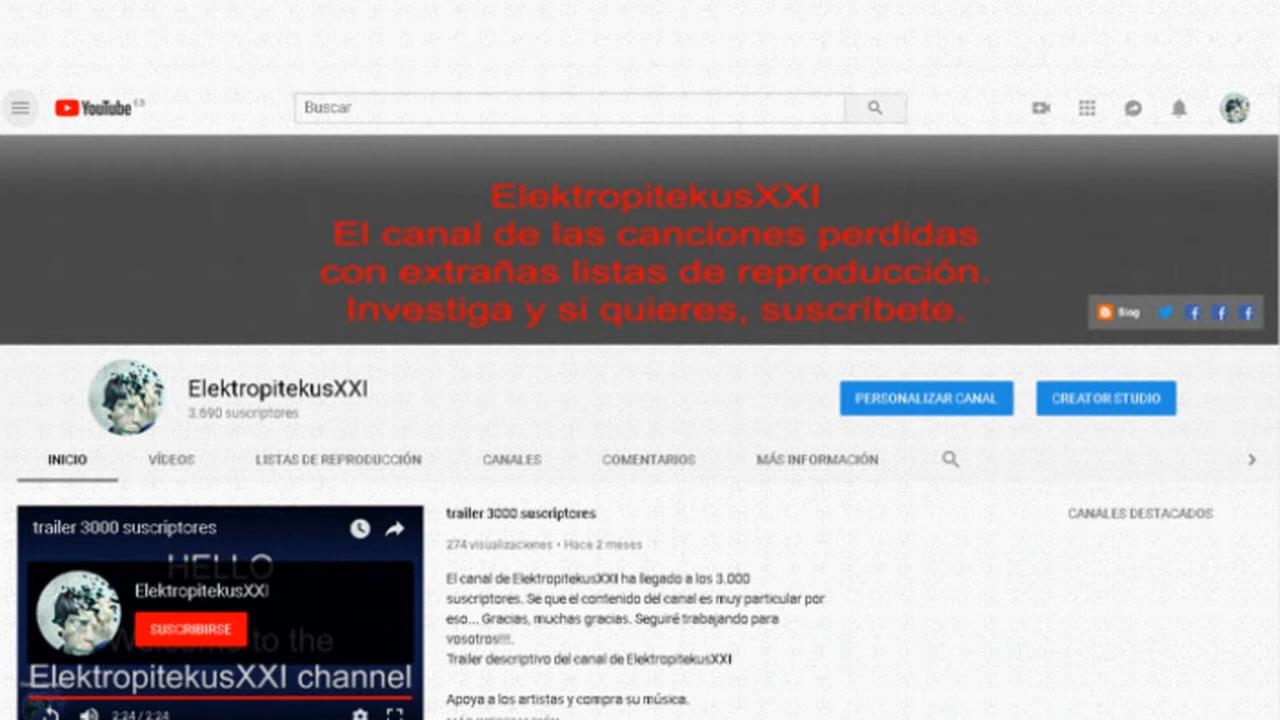 YouTube ES
Buscar
ElektropitekusXXI
El canal de las canciones perdidas
con extrañas listas de reproducción.
Investiga y si quieres, suscríbete.
Blog
ElektropitekusXXI
3.690 suscriptores
PERSONALIZAR CANAL
CREATOR STUDIO
INICIO
VÍDEOS
LISTAS DE REPRODUCCIÓN
CANALES
COMENTARIOS
MÁS INFORMACIÓN
trailer 3000 suscriptores
HELLO
ElektropitekusXXI
SUSCRIBIRSE
Welcome to the
ElektropitekusXXI channel
2:24 / 2:24
trailer 3000 suscriptores
274 visualizaciones • Hace 2 meses
El canal de ElektropitekusXXI ha llegado a los 3.000
suscriptores. Se que el contenido del canal es muy particular por
eso... Gracias, muchas gracias. Seguiré trabajando para
vosotros!!!.
Trailer descriptivo del canal de ElektropitekusXXI
Apoya a los artistas y compra su música.
CANALES DESTACADOS